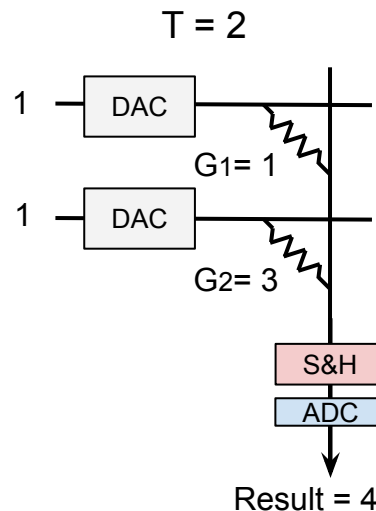 T = 2
1
DAC
G1= 1
1
DAC
G2= 3
S&H
ADC
Result = 4